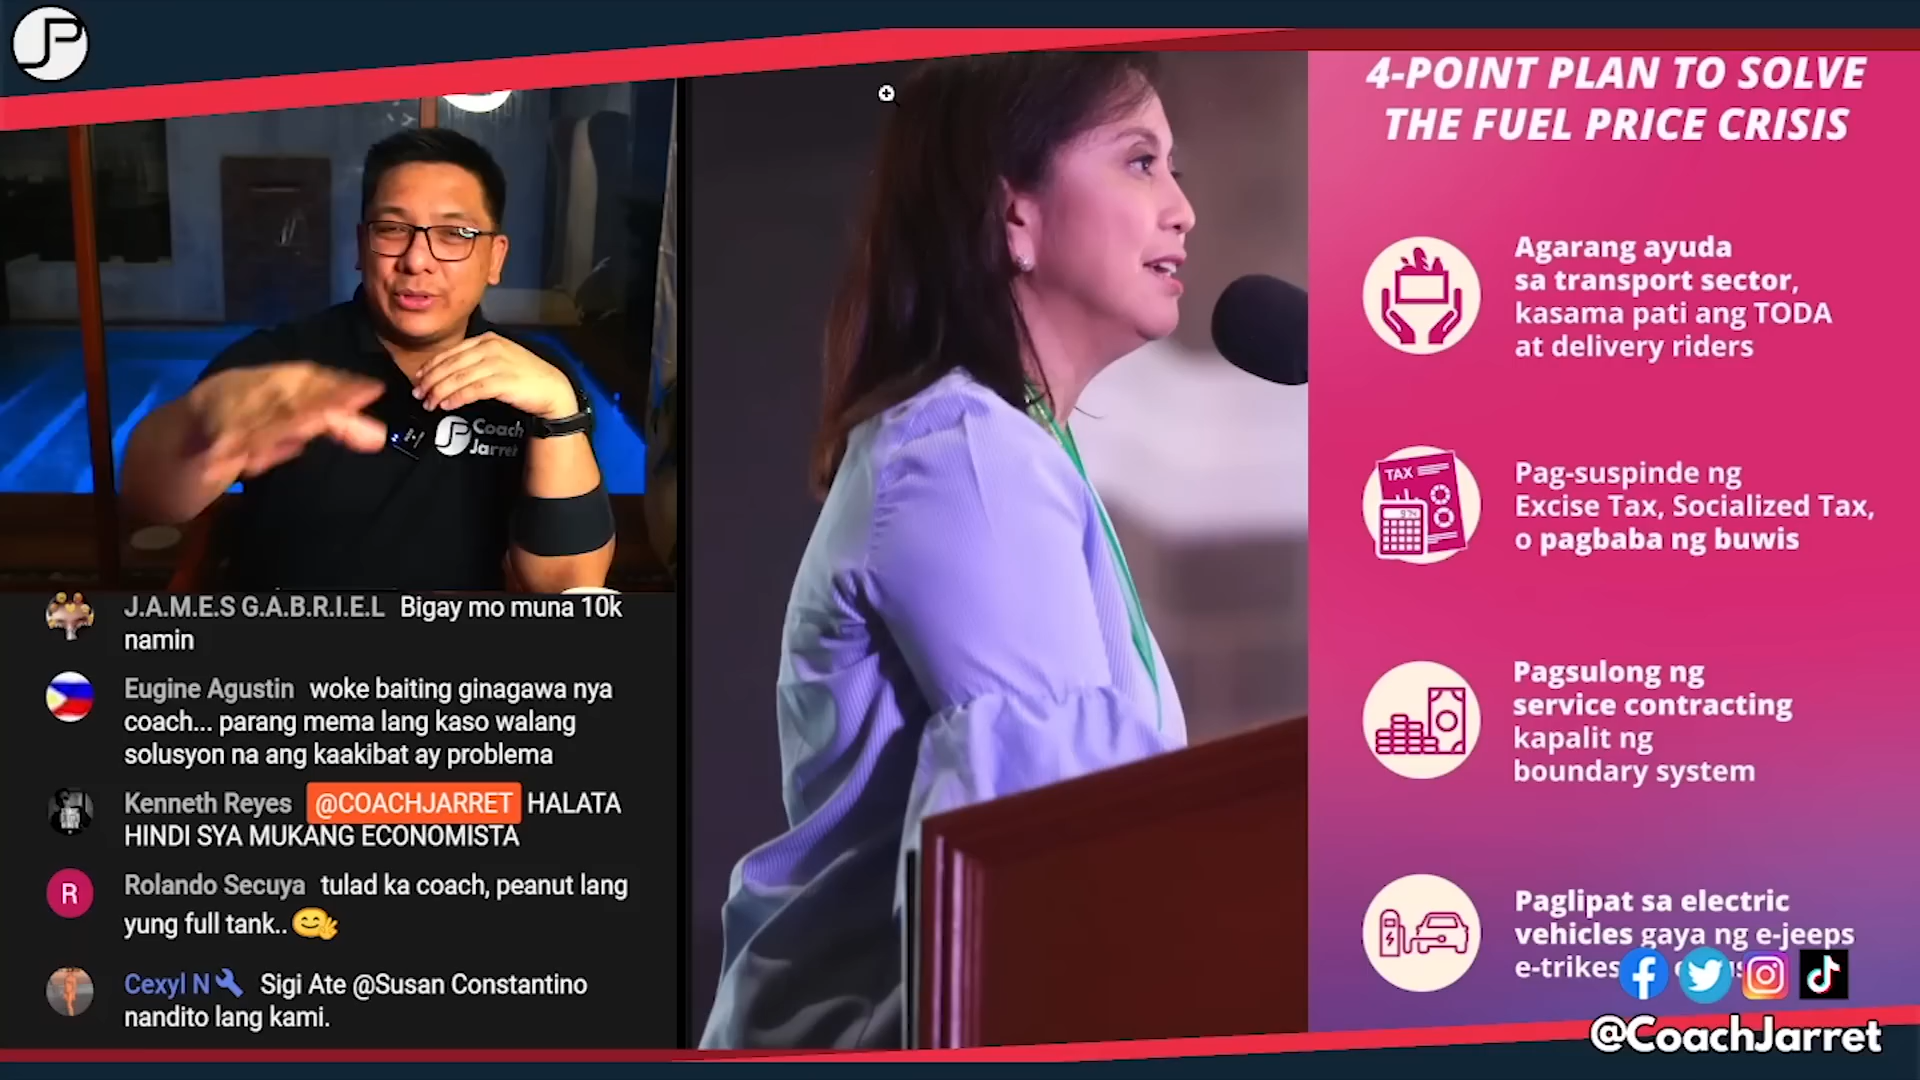 JP
4-POINT PLAN TO SOLVE
THE FUEL PRICE CRISIS
Agarang ayuda
sa transport sector,
kasama pati ang TODA
at delivery riders
TAX
Pag-suspinde ng
Excise Tax, Socialized Tax,
o pagbaba ng buwis
Pagsulong ng
service contracting
kapalit ng
boundary system
Paglipat sa electric
vehicles gaya ng e-jeeps
e-trikes
@CoachJarret
Coach
Jarret
J.A.M.E.S G.A.B.R.I.E.L Bigay mo muna 10k
namin
Eugine Agustin woke baiting ginagawa nya
coach... parang mema lang kaso walang
solusyon na ang kaakibat ay problema
Kenneth Reyes @COACHJARRET HALATA
HINDI SYA MUKANG ECONOMISTA
R
Rolando Secuya tulad ka coach, peanut lang
yung full tank..
Cexyl N Sigi Ate @Susan Constantino
nandito lang kami.